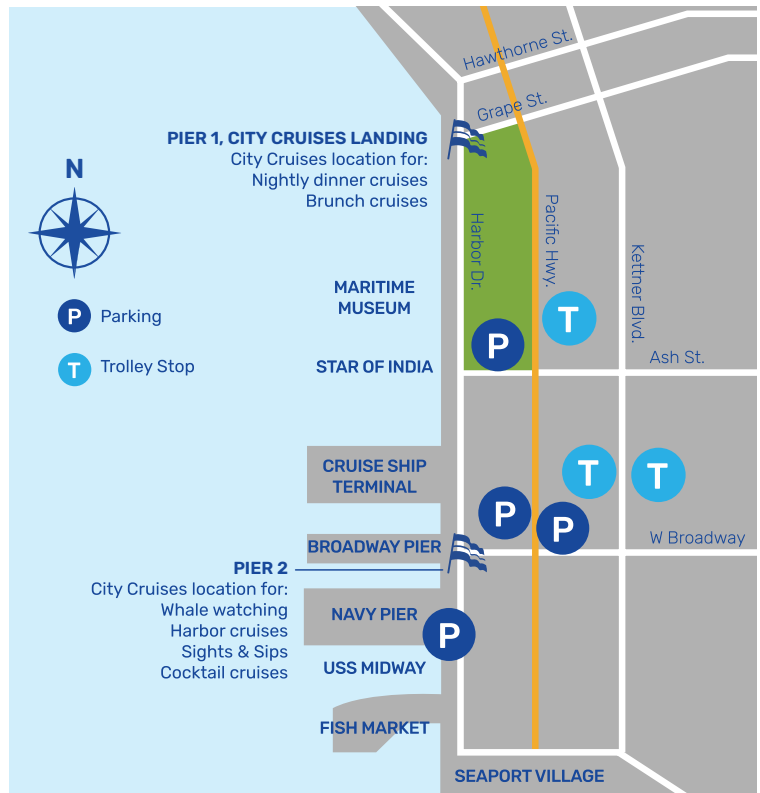 Hawthorne St.
Grape St.
PIER 1, CITY CRUISES LANDING
City Cruises location for:
Nightly dinner cruises
Brunch cruises
N
Harbor Dr.
Pacific Hwy.
Kettner Blvd.
MARITIME
MUSEUM
P Parking
T
P
STAR OF INDIA
Ash St.
T Trolley Stop
CRUISE SHIP
TERMINAL
T
T
P
P
W Broadway
BROADWAY PIER
PIER 2
City Cruises location for:
Whale watching
Harbor cruises
Sights & Sips
Cocktail cruises
NAVY PIER
P
USS MIDWAY
FISH MARKET
SEAPORT VILLAGE